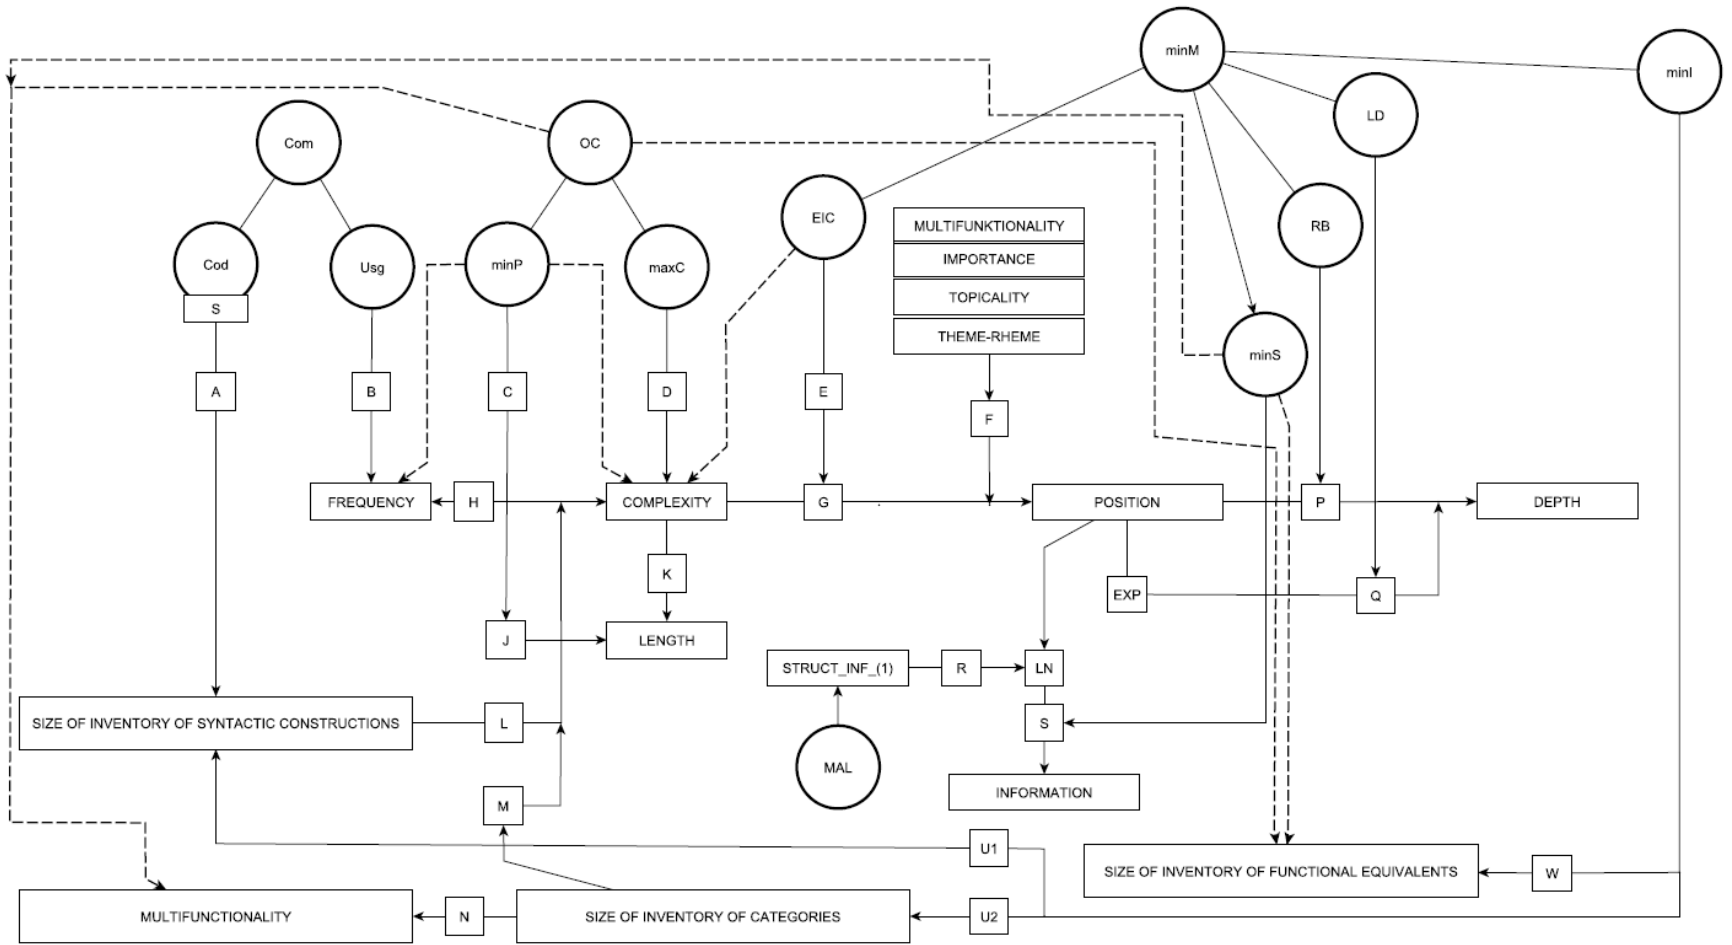 minM
minI
LD
Com
OC
EIC
MULTIFUNKTIONALITY
RB
IMPORTANCE
Cod
Usg
minP
maxC
TOPICALITY
S
THEME-RHEME
minS
A
B
C
D
E
F
FREQUENCY
H
COMPLEXITY
G
POSITION
P
DEPTH
K
EXP
Q
J
LENGTH
STRUCT_INF_(1)
R
LN
SIZE OF INVENTORY OF SYNTACTIC CONSTRUCTIONS
L
S
MAL
INFORMATION
M
U1
SIZE OF INVENTORY OF FUNCTIONAL EQUIVALENTS
W
MULTIFUNCTIONALITY
N
SIZE OF INVENTORY OF CATEGORIES
U2